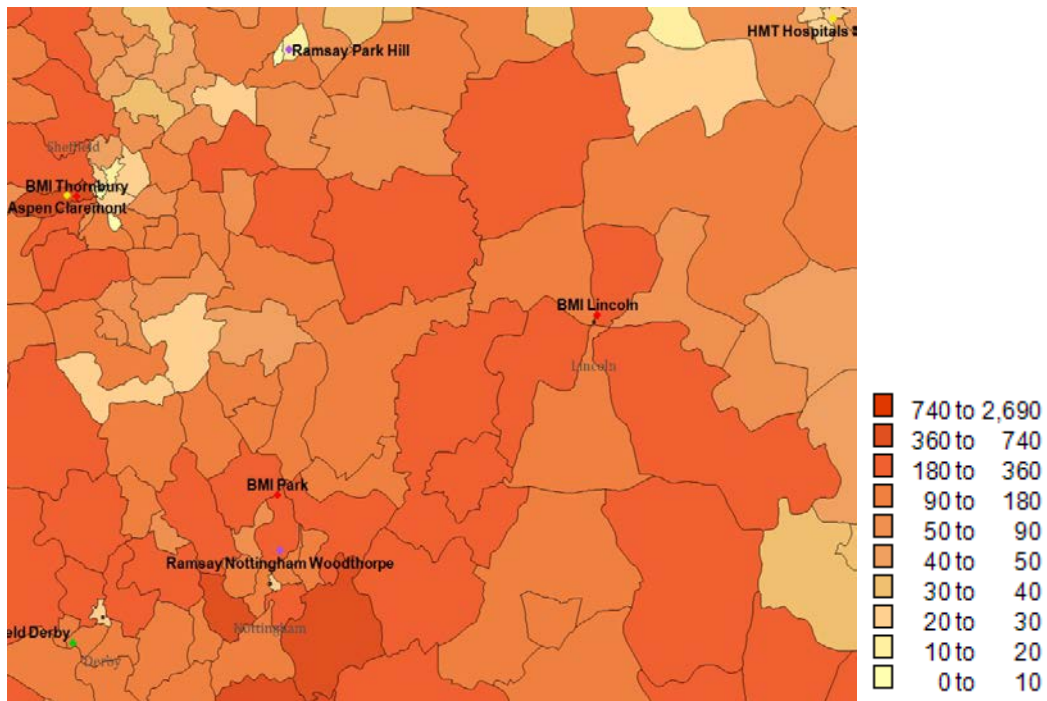 HMT Hospitals
Ramsay Park Hill
Sheffield
BMI Thornbury
Aspen Claremont
BMI Lincoln
Lincoln
BMI Park
Ramsay Nottingham Woodthorpe
Nottingham
eld Derby
Derby
740 to 2,690
360 to 740
180 to 360
90 to 180
50 to 90
40 to 50
30 to 40
20 to 30
10 to 20
0 to 10